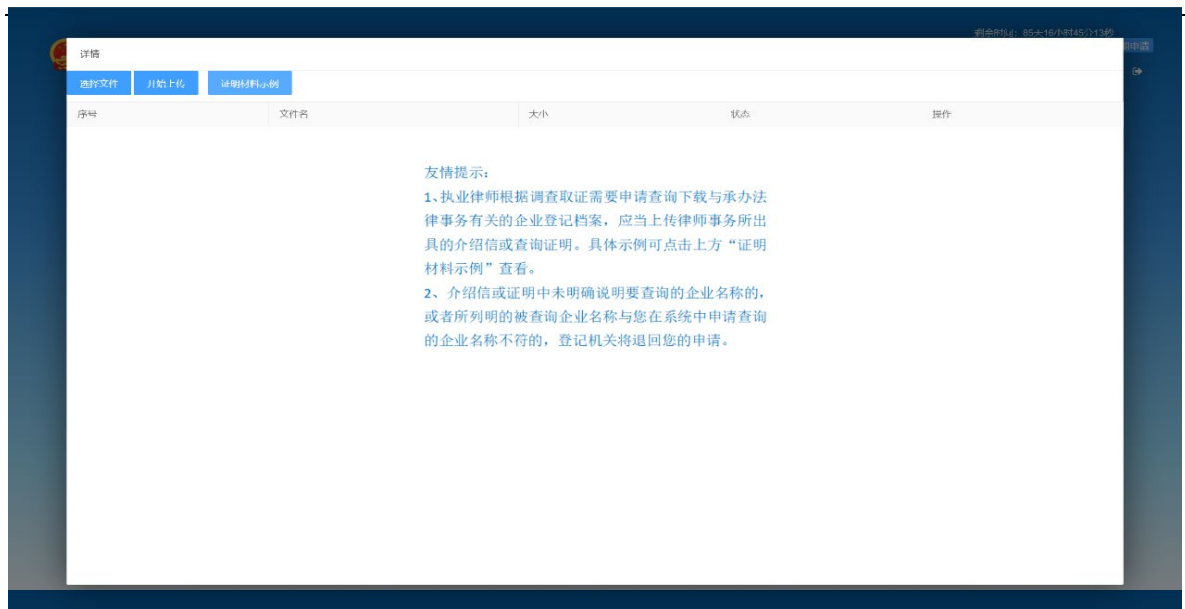 剩余时间：85天16小时45分13秒
详情
选择文件 开始上传 证明材料示例
序号 文件名 大小 状态 操作
友情提示：
1、执业律师根据调查取证需要申请查询下载与承办法
律事务有关的企业登记档案，应当上传律师事务所出
具的介绍信或查询证明。具体示例可点击上方“证明
材料示例”查看。
2、介绍信或证明中未明确说明要查询的企业名称的，
或者所列明的被查询企业名称与您在系统中申请查询
的企业名称不符的，登记机关将退回您的申请。